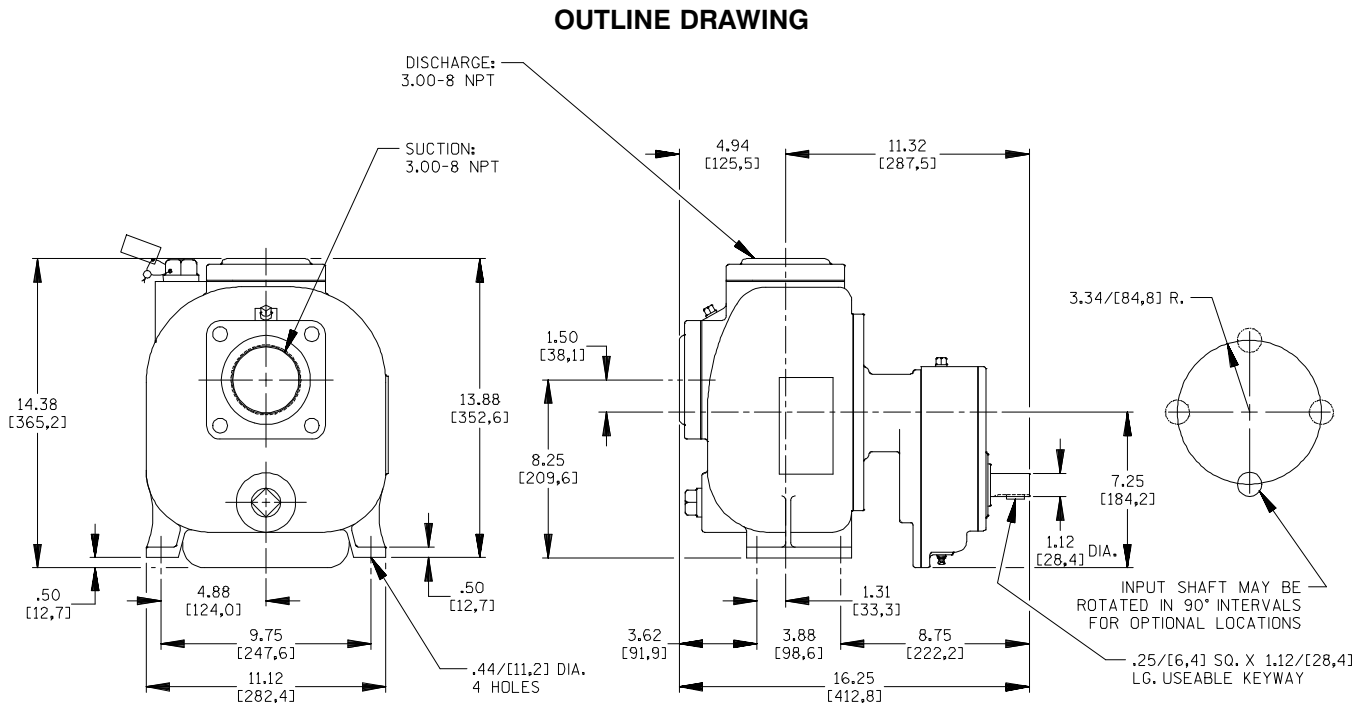 OUTLINE DRAWING
DISCHARGE:
3.00-8 NPT
SUCTION:
3.00-8 NPT
4.94
[125,5]
11.32
[287,5]
3.34/[84,8] R.
1.50
[38,1]
14.38
[365,2]
13.88
[352,6]
8.25
[209,6]
7.25
[184,2]
1.12
[28,4] DIA.
.50
[12,7]
4.88
[124,0]
.50
[12,7]
1.31
[33,3]
INPUT SHAFT MAY BE
ROTATED IN 90° INTERVALS
FOR OPTIONAL LOCATIONS
9.75
[247,6]
3.62
[91,9]
3.88
[98,6]
8.75
[222,2]
.44/[11,2] DIA.
4 HOLES
.25/[6,4] SQ. X 1.12/[28,4]
LG. USEABLE KEYWAY
11.12
[282,4]
16.25
[412,8]